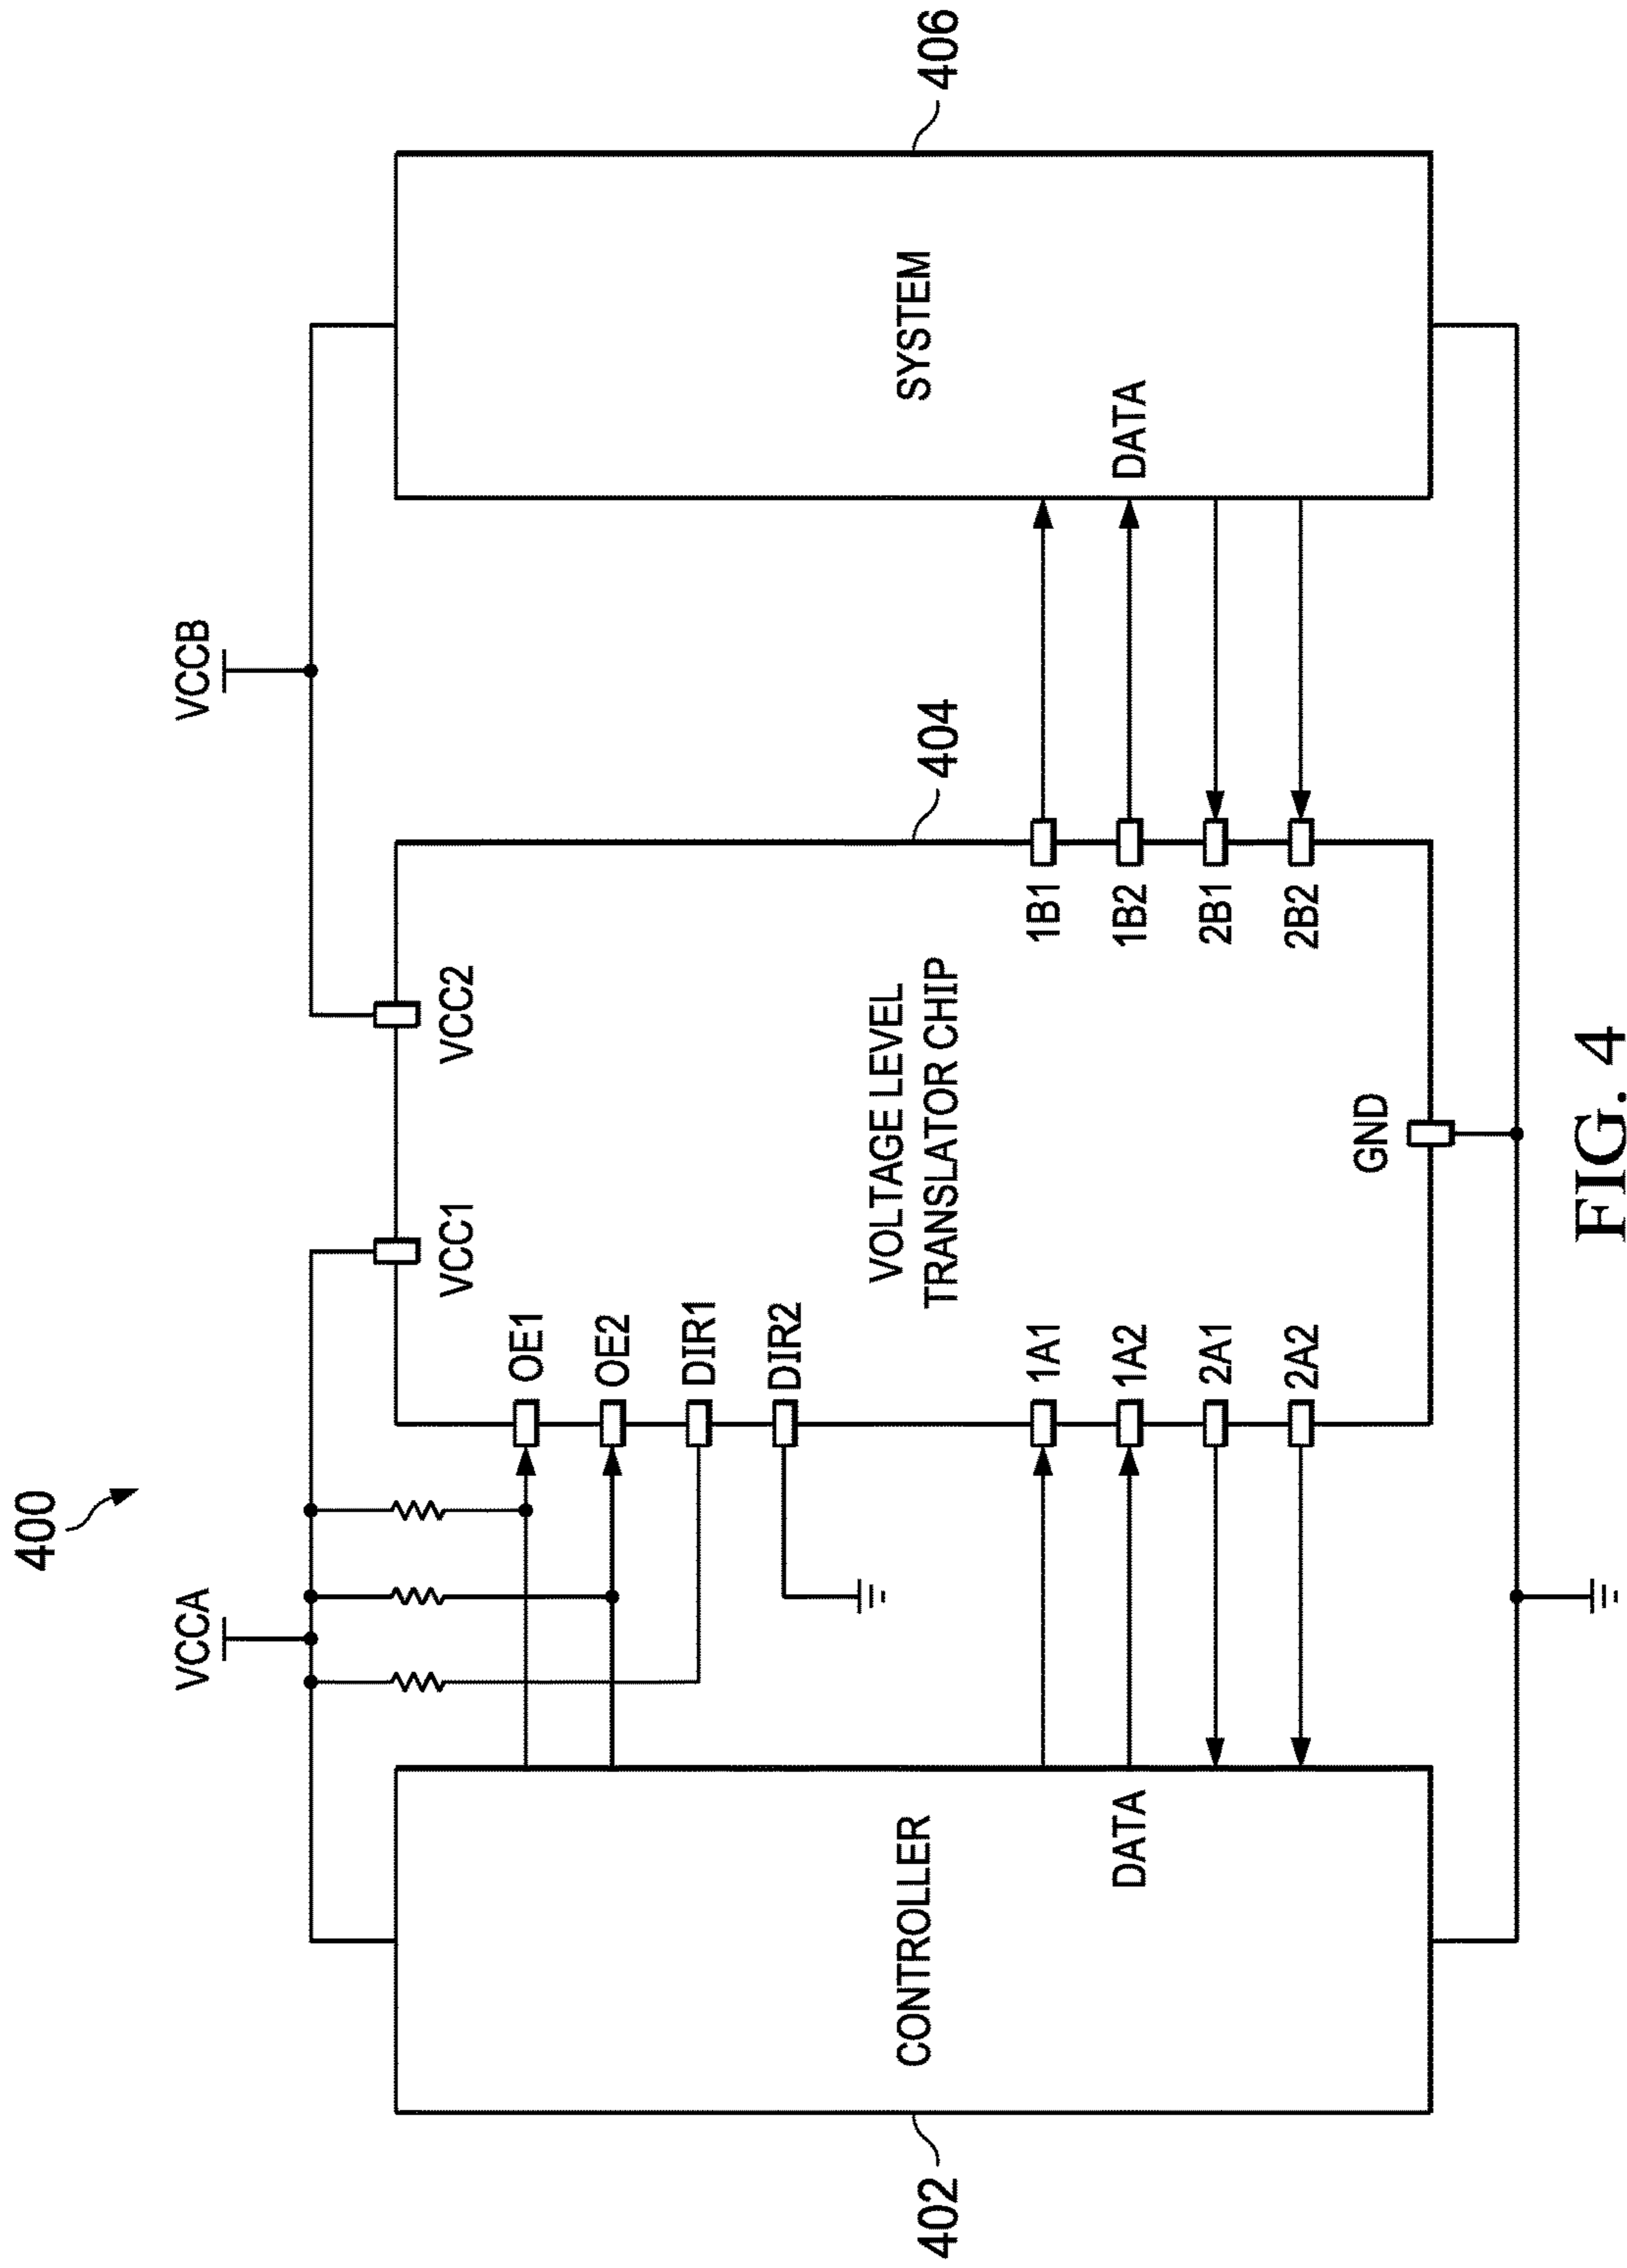 400
VCCA
VCCB
VCC1
VCC2
OE1
OE2
DIR1
DIR2
402
CONTROLLER
VOLTAGE LEVEL
TRANSLATOR CHIP
404
SYSTEM
406
DATA
1A1
1A2
2A1
2A2
1B1
1B2
2B1
2B2
DATA
GND
FIG. 4